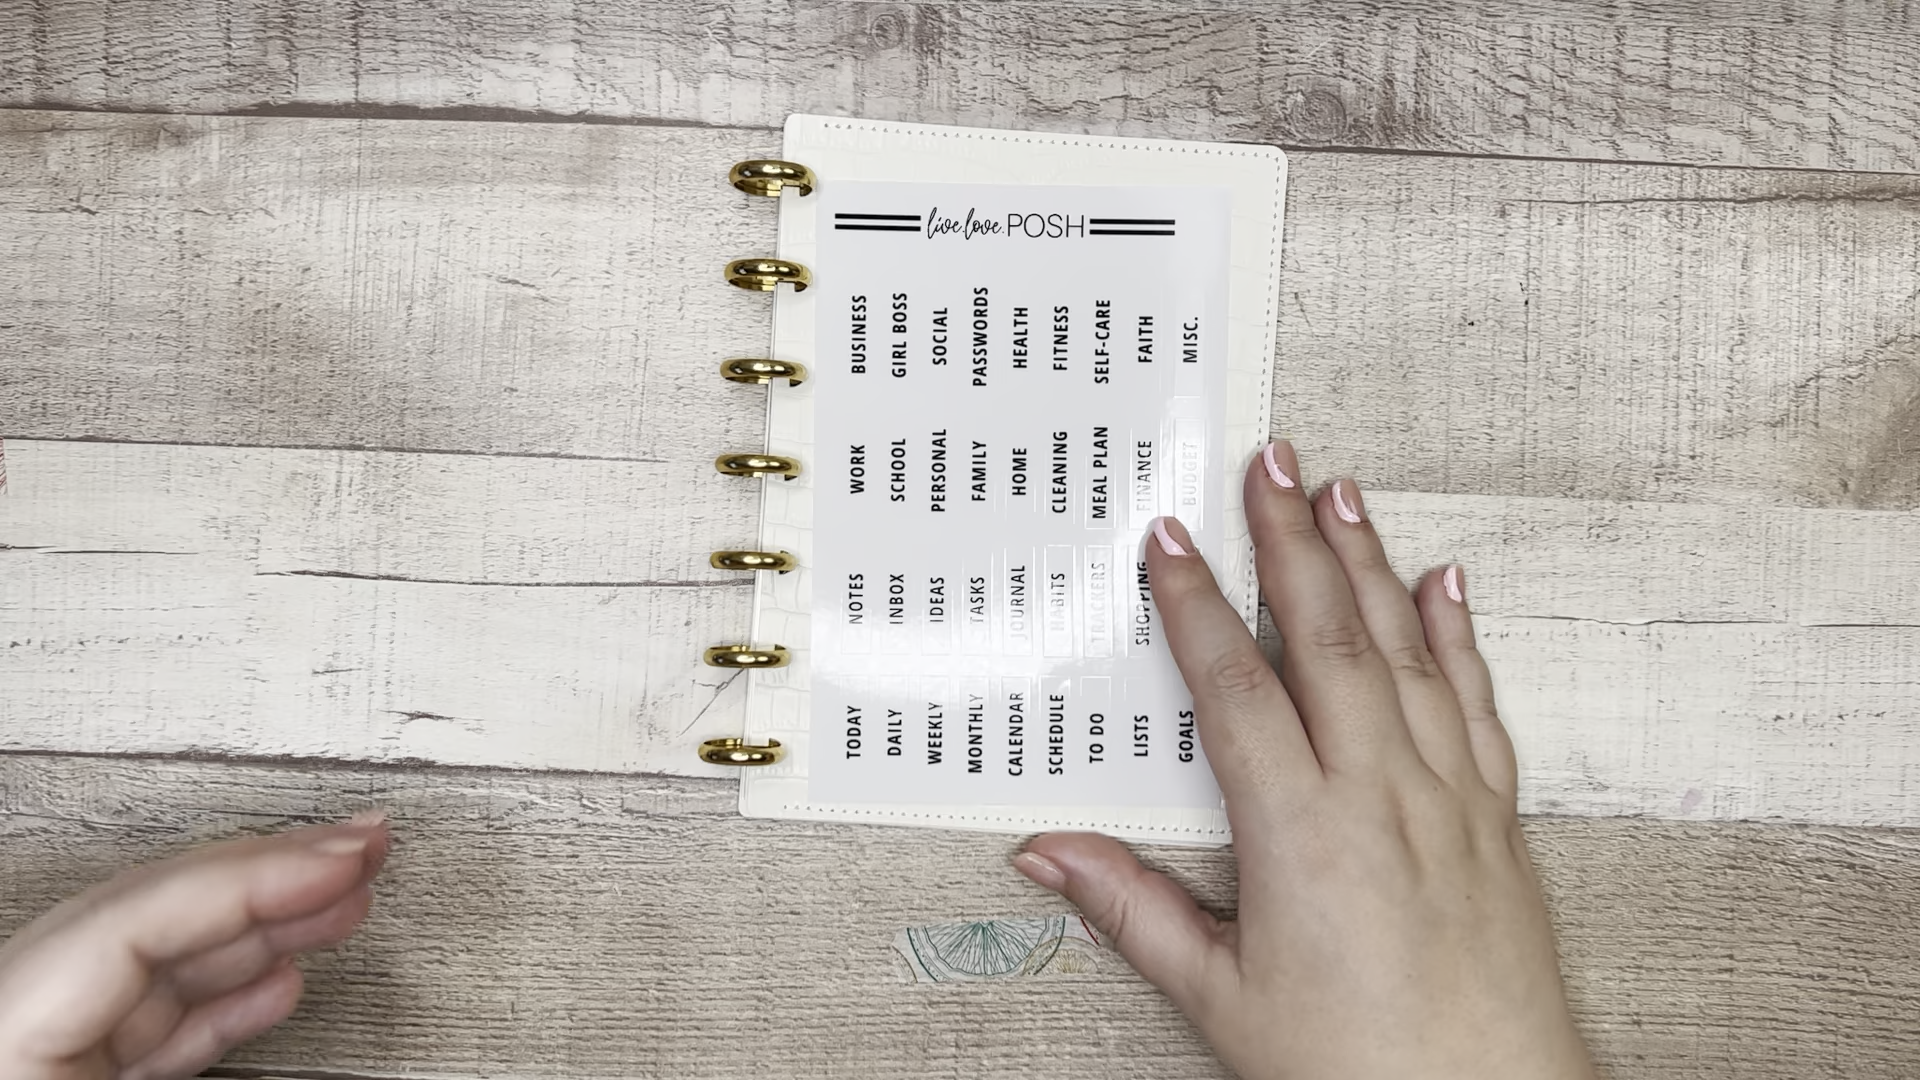 live.love.POSH
BUSINESS
GIRL BOSS
SOCIAL
PASSWORDS
HEALTH
FITNESS
SELF-CARE
FAITH
MISC.
WORK
SCHOOL
PERSONAL
FAMILY
HOME
CLEANING
MEAL PLAN
FINANCE
BUDGET
NOTES
INBOX
IDEAS
TASKS
JOURNAL
HABITS
TRACKERS
SHOPPING
TODAY
DAILY
WEEKLY
MONTHLY
CALENDAR
SCHEDULE
TO DO
LISTS
GOALS